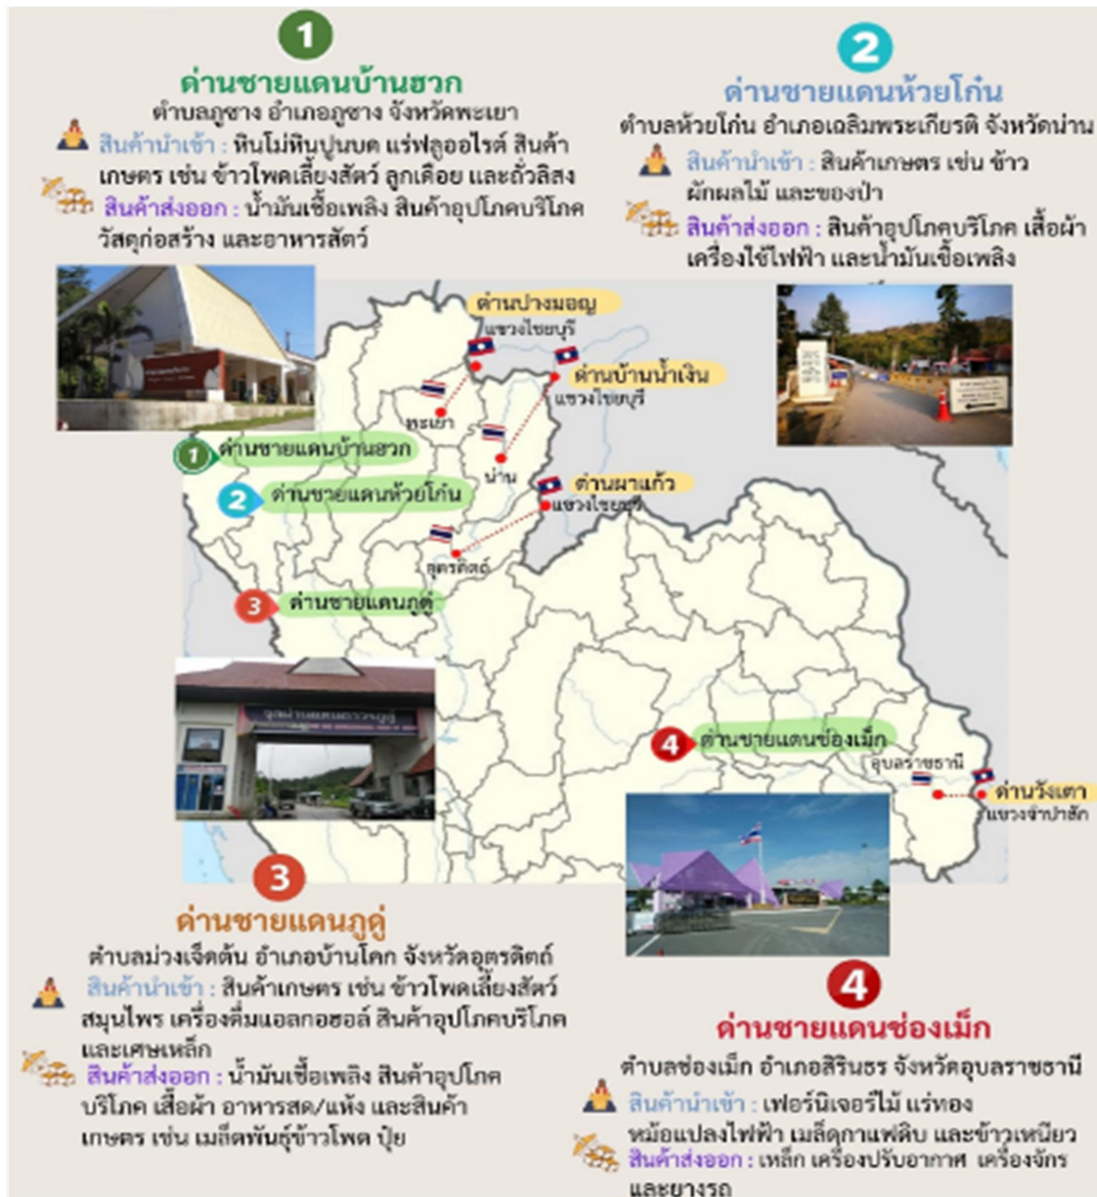 1
ด่านชายแดนบ้านฮวก
ตำบลภูซาง อำเภอภูซาง จังหวัดพะเยา
สินค้านำเข้า : หินโม่หินปูนบด แร่ฟลูออไรต์ สินค้า
เกษตร เช่น ข้าวโพดเลี้ยงสัตว์ ลูกเดือย และถั่วลิสง
สินค้าส่งออก : น้ำมันเชื้อเพลิง สินค้าอุปโภคบริโภค
วัสดุก่อสร้าง และอาหารสัตว์
2
ด่านชายแดนห้วยโก๋น
ตำบลห้วยโก๋น อำเภอเฉลิมพระเกียรติ จังหวัดน่าน
สินค้านำเข้า : สินค้าเกษตร เช่น ข้าว
ผักผลไม้ และของป่า
สินค้าส่งออก : สินค้าอุปโภคบริโภค เสื้อผ้า
เครื่องใช้ไฟฟ้า และน้ำมันเชื้อเพลิง
ด่านปางมอญ
แขวงไชยบุรี
ด่านบ้านน้ำเงิน
แขวงไชยบุรี
พะเยา
1 ด่านชายแดนบ้านฮวก
น่าน
2 ด่านชายแดนห้วยโก๋น
ด่านผาแก้ว
แขวงไชยบุรี
อุตรดิตถ์
3 ด่านชายแดนภูดู่
จุดผ่านแดนถาวรภูดู่
4 ด่านชายแดนช่องเม็ก
อุบลราชธานี
ด่านวังเตา
แขวงจำปาสัก
3
ด่านชายแดนภูดู่
ตำบลม่วงเจ็ดต้น อำเภอบ้านโคก จังหวัดอุตรดิตถ์
สินค้านำเข้า : สินค้าเกษตร เช่น ข้าวโพดเลี้ยงสัตว์
สมุนไพร เครื่องดื่มแอลกอฮอล์ สินค้าอุปโภคบริโภค
และเศษเหล็ก
สินค้าส่งออก : น้ำมันเชื้อเพลิง สินค้าอุปโภค
บริโภค เสื้อผ้า อาหารสด/แห้ง และสินค้า
เกษตร เช่น เมล็ดพันธุ์ข้าวโพด ปุ๋ย
4
ด่านชายแดนช่องเม็ก
ตำบลช่องเม็ก อำเภอสิรินธร จังหวัดอุบลราชธานี
สินค้านำเข้า : เฟอร์นิเจอร์ไม้ แร่ทอง
หม้อแปลงไฟฟ้า เมล็ดกาแฟดิบ และข้าวเหนียว
สินค้าส่งออก : เหล็ก เครื่องปรับอากาศ เครื่องจักร
และยางรถ